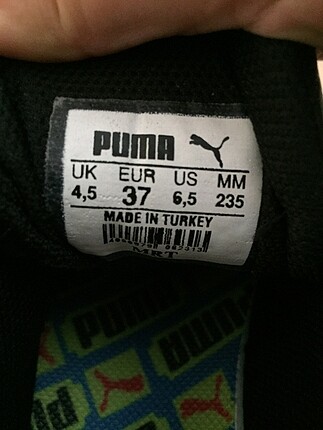 PUMA
UK EUR US MM
4,5 37 6,5 235
MADE IN TURKEY
MRT
PUMA
PUMA